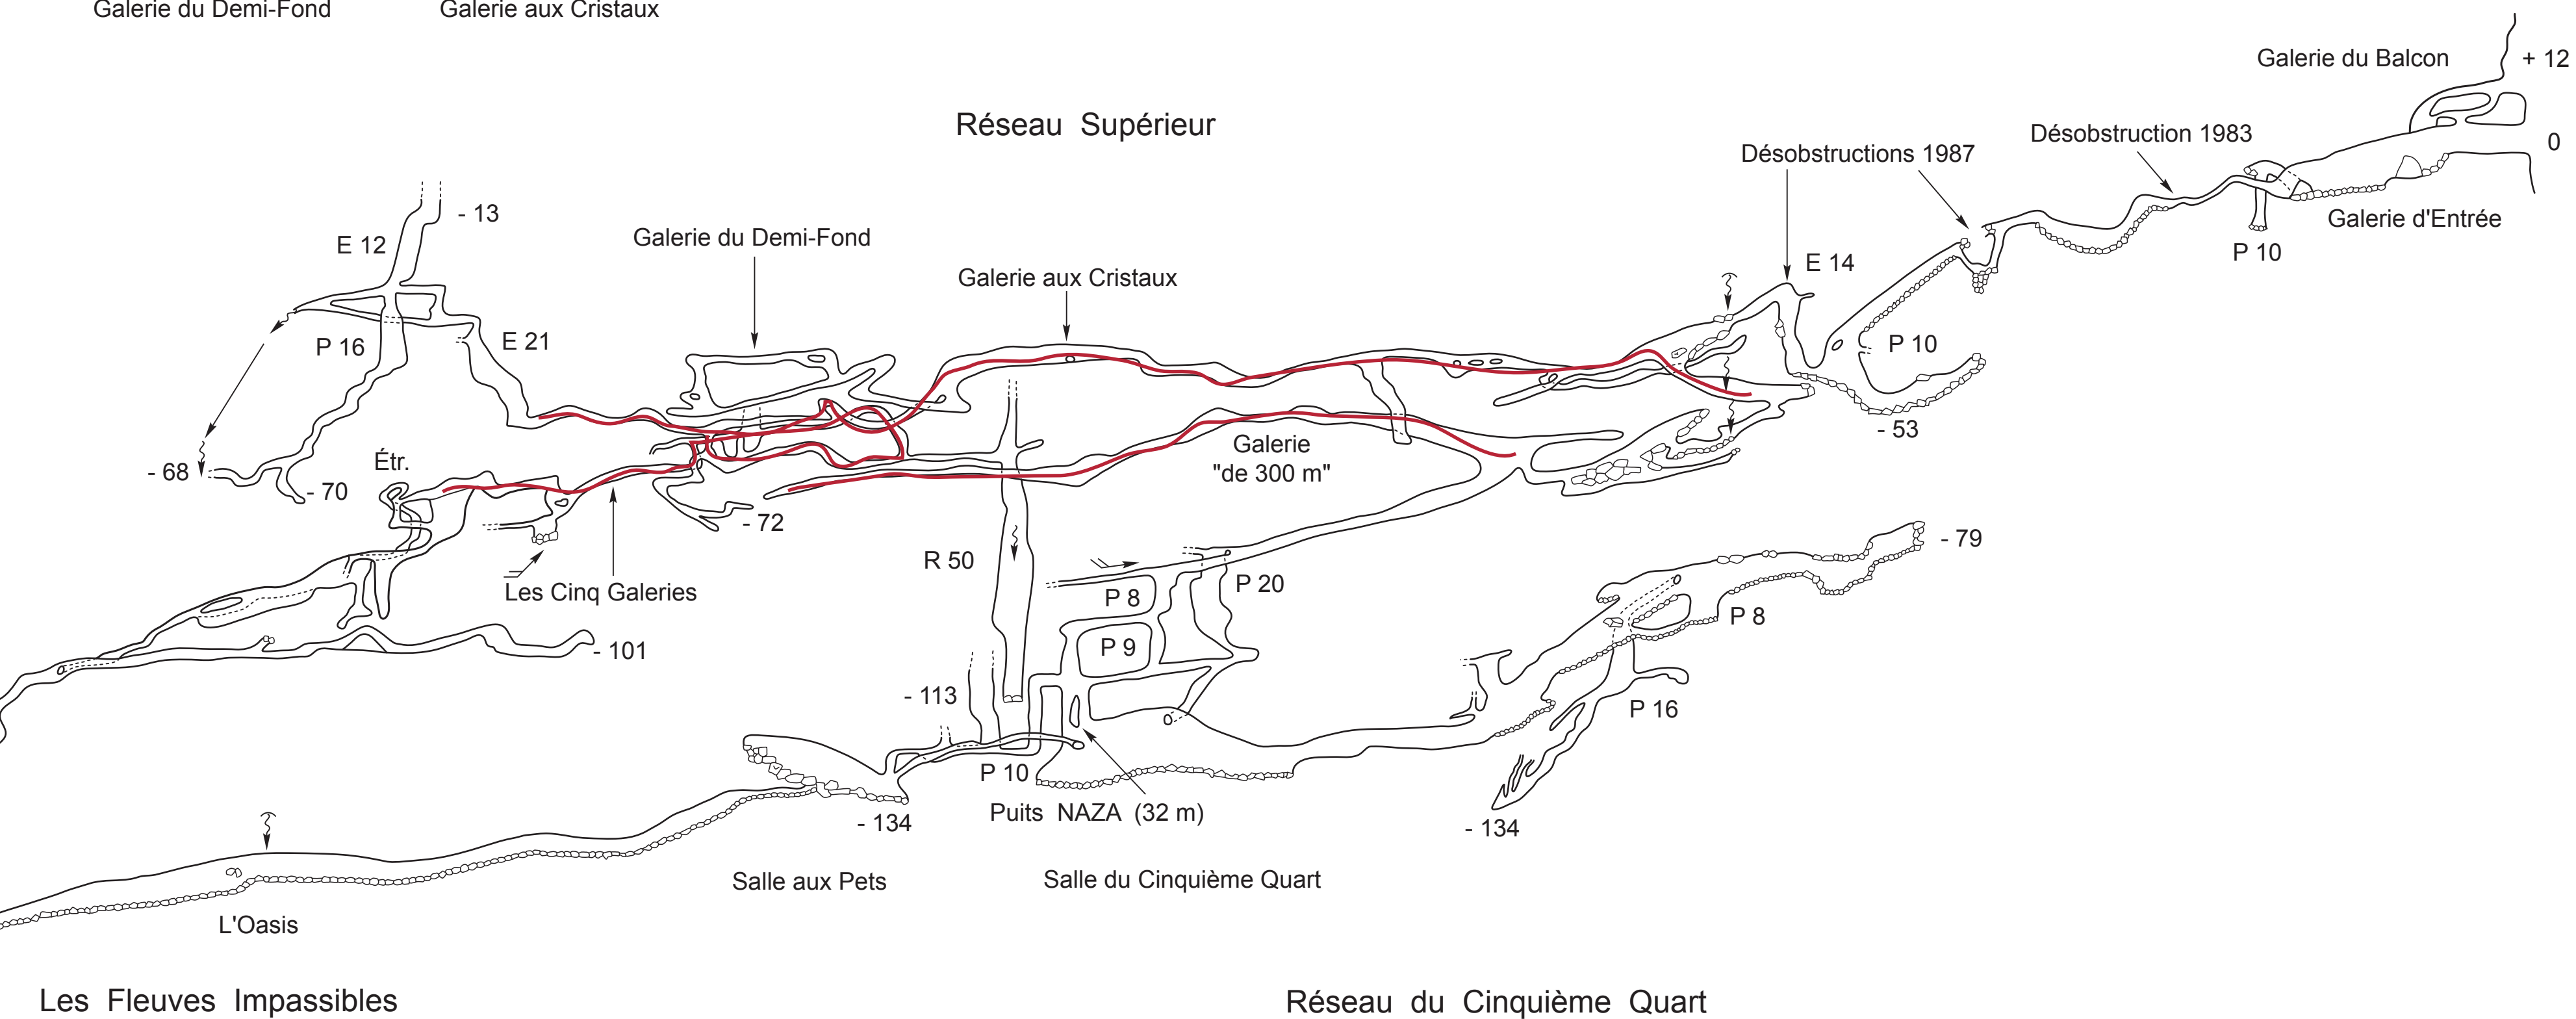 Galerie du Demi-Fond
Galerie aux Cristaux
Galerie du Balcon
+ 12
Réseau Supérieur
Désobstruction 1983
0
Désobstructions 1987
- 13
Galerie d'Entrée
E 12
Galerie du Demi-Fond
P 10
E 14
Galerie aux Cristaux
P 16
E 21
P 10
- 53
Galerie
"de 300 m"
Étr.
- 68
- 70
- 72
- 79
R 50
P 20
Les Cinq Galeries
P 8
P 8
P 9
- 101
- 113
P 16
P 10
Puits NAZA (32 m)
- 134
- 134
Salle aux Pets
Salle du Cinquième Quart
L'Oasis
Les Fleuves Impassibles
Réseau du Cinquième Quart